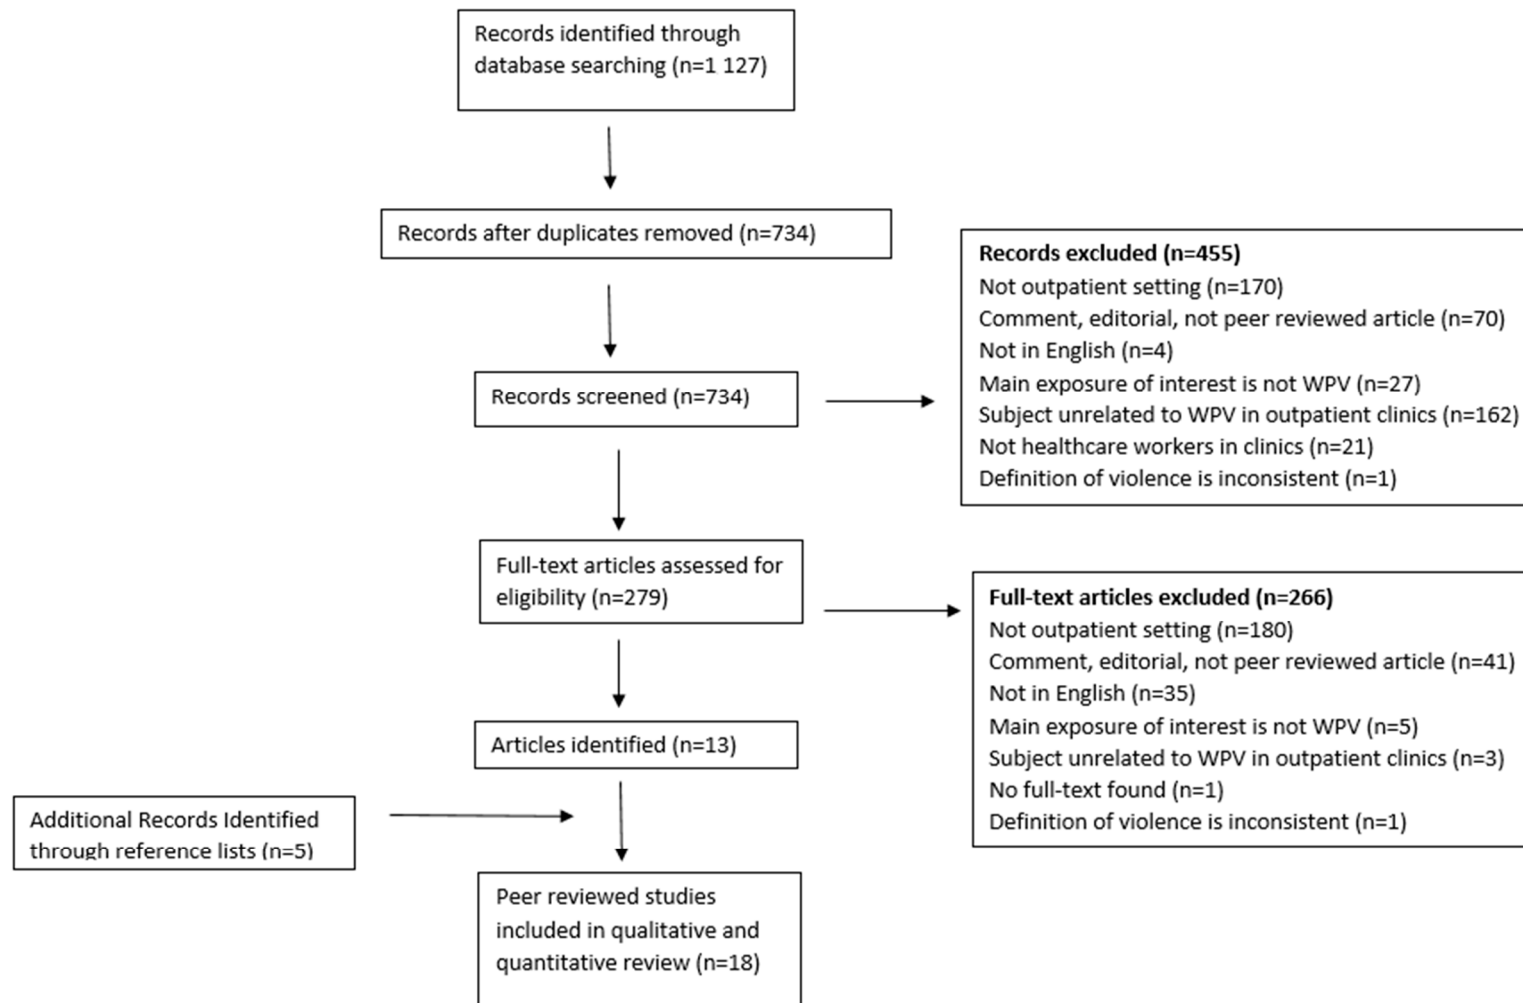 Records identified through
database searching (n=1 127)
Records after duplicates removed (n=734)
Records screened (n=734)
Records excluded (n=455)
Not outpatient setting (n=170)
Comment, editorial, not peer reviewed article (n=70)
Not in English (n=4)
Main exposure of interest is not WPV (n=27)
Subject unrelated to WPV in outpatient clinics (n=162)
Not healthcare workers in clinics (n=21)
Definition of violence is inconsistent (n=1)
Full-text articles assessed for
eligibility (n=279)
Full-text articles excluded (n=266)
Not outpatient setting (n=180)
Comment, editorial, not peer reviewed article (n=41)
Not in English (n=35)
Main exposure of interest is not WPV (n=5)
Subject unrelated to WPV in outpatient clinics (n=3)
No full-text found (n=1)
Definition of violence is inconsistent (n=1)
Articles identified (n=13)
Additional Records Identified
through reference lists (n=5)
Peer reviewed studies
included in qualitative and
quantitative review (n=18)